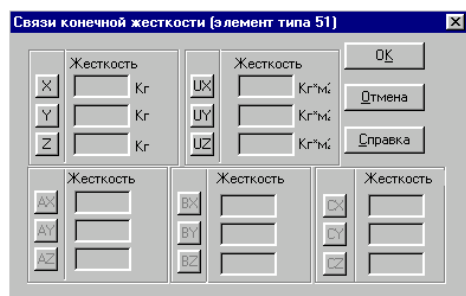 Связи конечной жесткости (элемент типа 51)
Жесткость
X Кг
Y Кг
Z Кг
Жесткость
UX Кг*м
UY Кг*м
UZ Кг*м
OK
Отмена
Справка
Жесткость
AX
AY
AZ
Жесткость
BX
BY
BZ
Жесткость
CX
CY
CZ